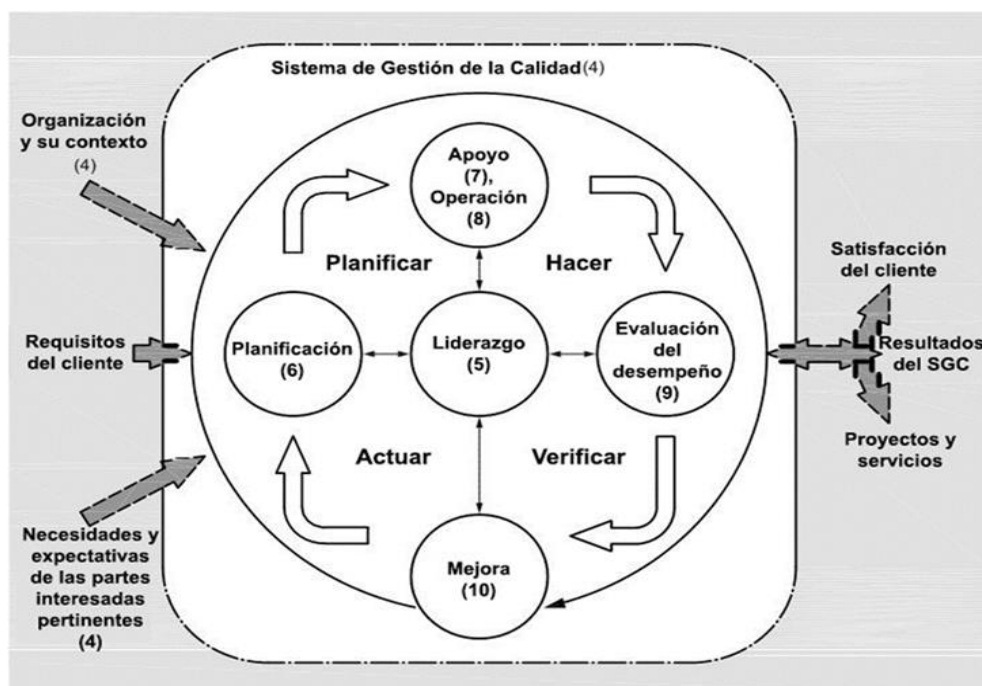 Sistema de Gestión de la Calidad(4)
Organización
y su contexto
(4)
Apoyo
(7),
Operación
(8)
Planificar
Hacer
Satisfacción
del cliente
Requisitos
del cliente
Planificación
(6)
Liderazgo
(5)
Evaluación
del
desempeño
(9)
Resultados
del SGC
Actuar
Verificar
Proyectos y
servicios
Necesidades y
expectativas
de las partes
interesadas
pertinentes
(4)
Mejora
(10)